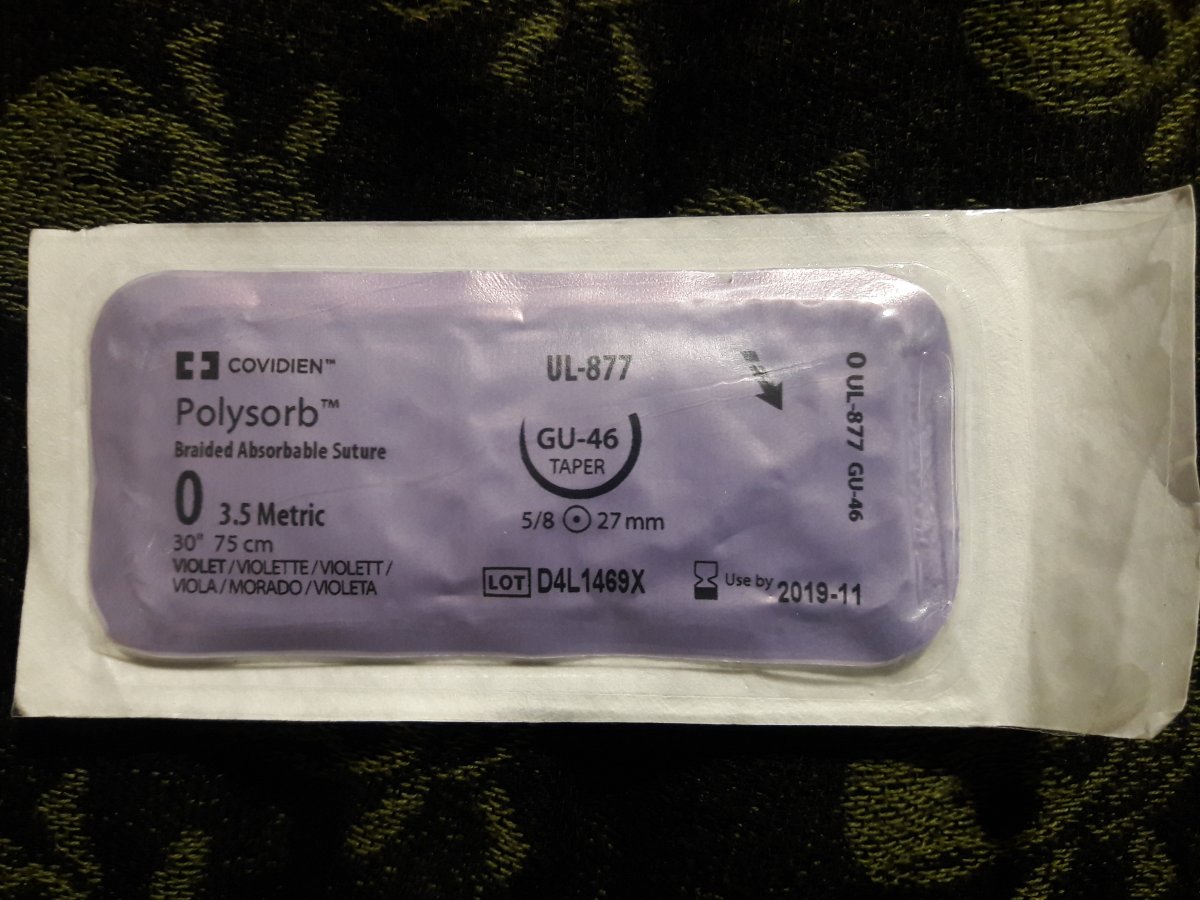 COVIDIEN™
Polysorb™
Braided Absorbable Suture
0 3.5 Metric
30" 75 cm
VIOLET / VIOLETTE / VIOLETT /
VIOLA / MORADO / VIOLETA
UL-877
GU-46
TAPER
5/8 27 mm
LOT D4L1469X
Use by 2019-11
0 UL-877 GU-46